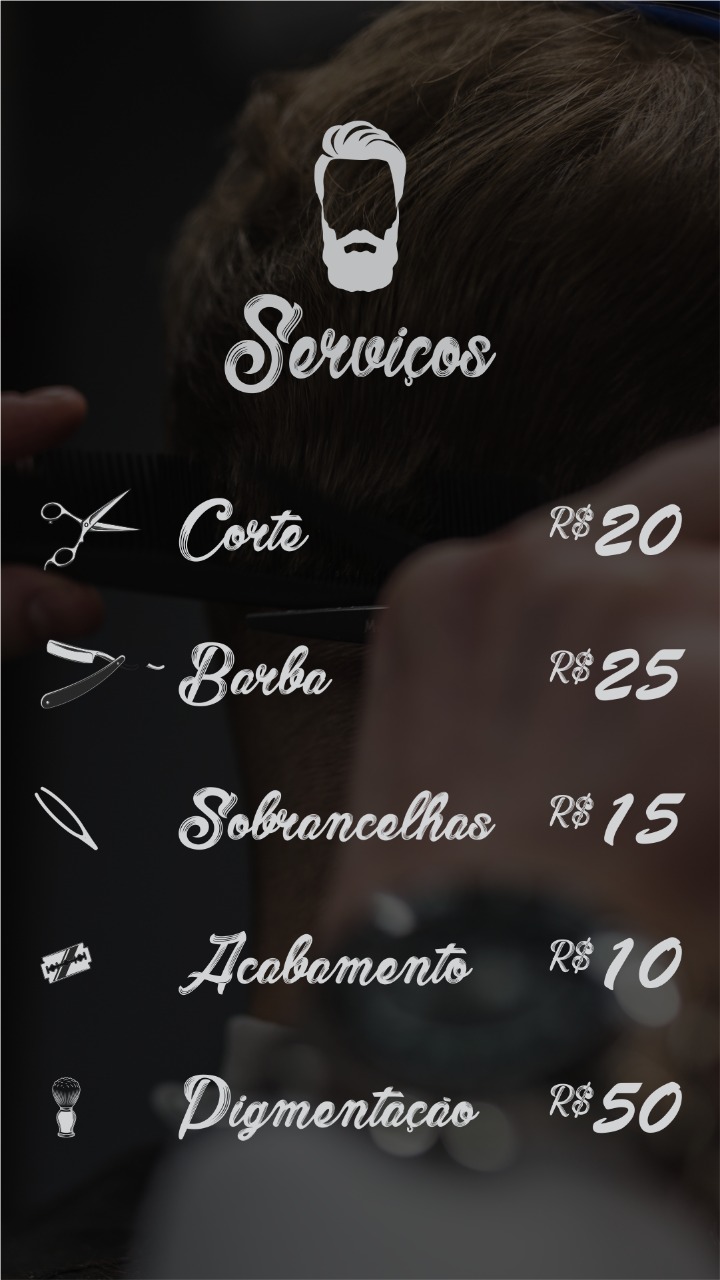 Serviços
Corte R$20
Barba R$25
Sobrancelhas R$15
Acabamento R$10
Pigmentação R$50